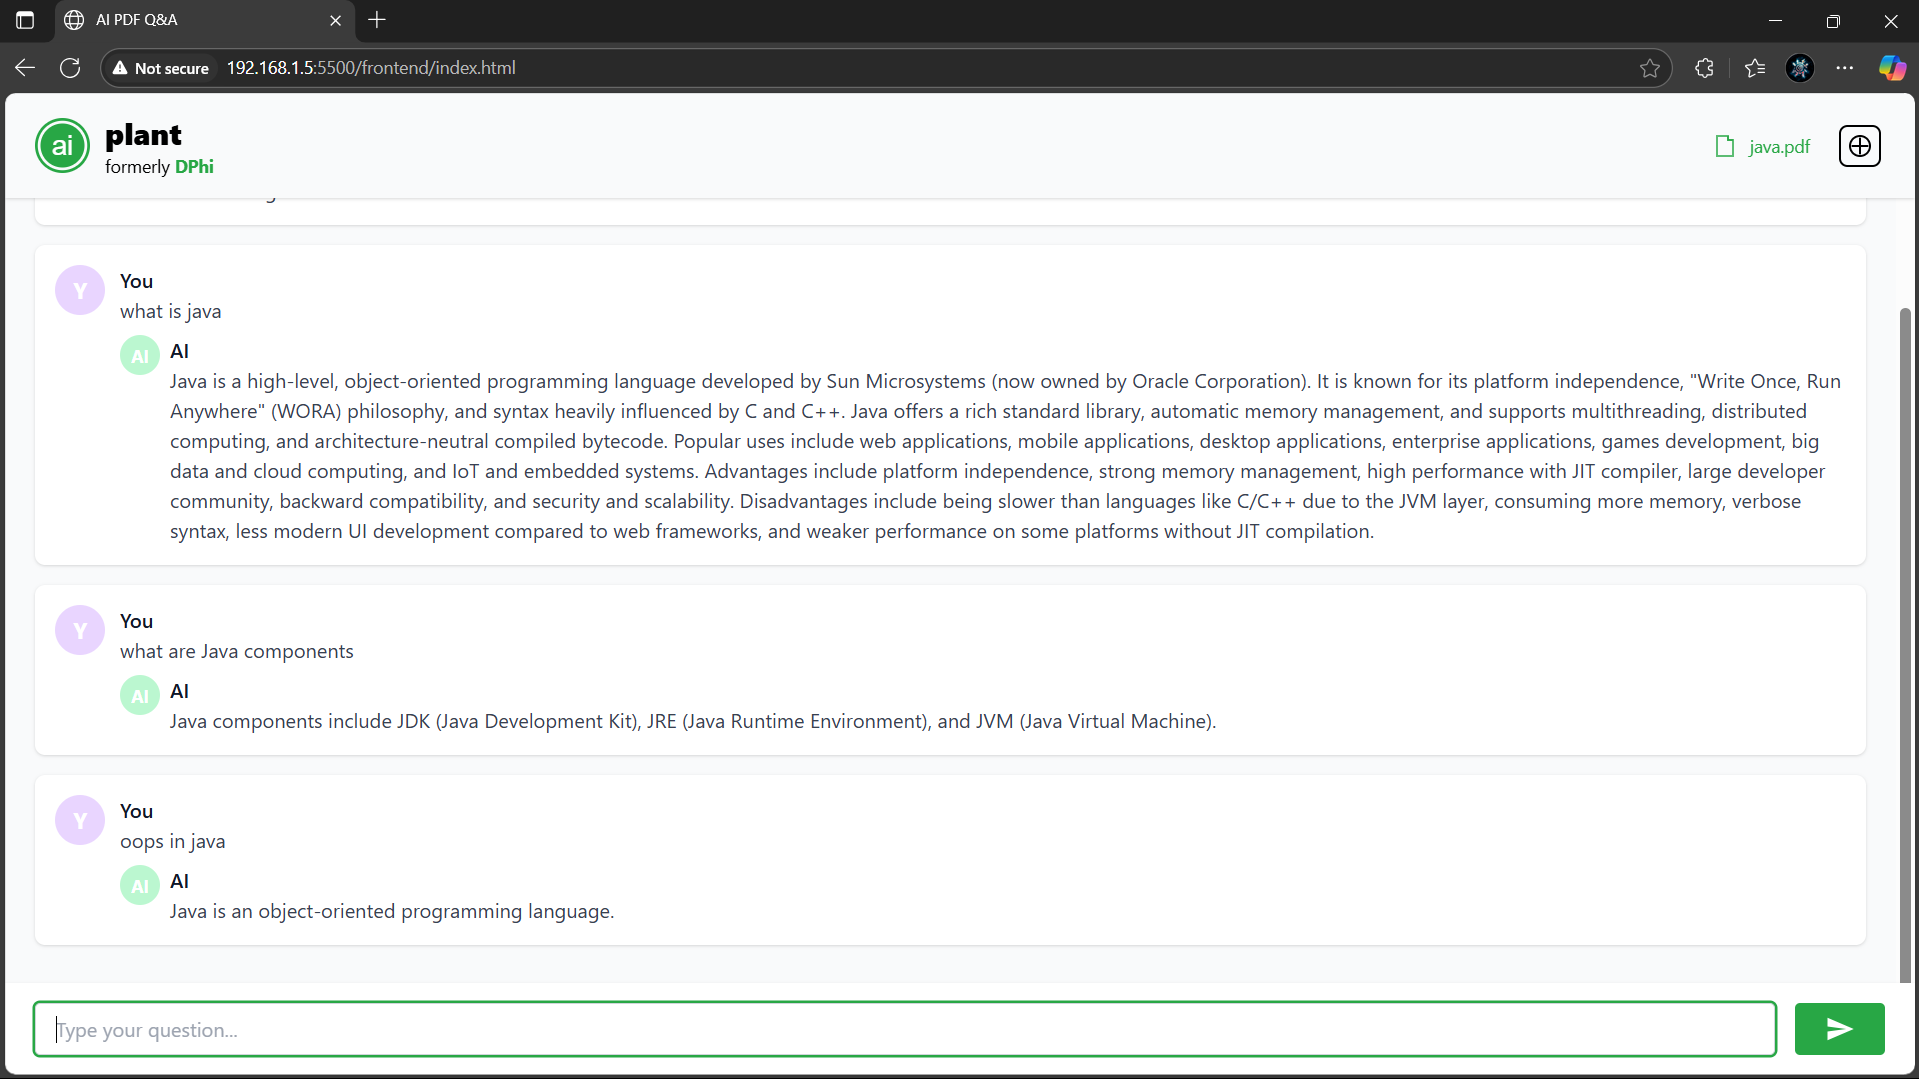 AI PDF Q&A
Not secure 192.168.1.5:5500/frontend/index.html
ai
plant
formerly DPhi
java.pdf
Y
You
what is java
AI
AI
Java is a high-level, object-oriented programming language developed by Sun Microsystems (now owned by Oracle Corporation). It is known for its platform independence, "Write Once, Run
Anywhere" (WORA) philosophy, and syntax heavily influenced by C and C++. Java offers a rich standard library, automatic memory management, and supports multithreading, distributed
computing, and architecture-neutral compiled bytecode. Popular uses include web applications, mobile applications, desktop applications, enterprise applications, games development, big
data and cloud computing, and IoT and embedded systems. Advantages include platform independence, strong memory management, high performance with JIT compiler, large developer
community, backward compatibility, and security and scalability. Disadvantages include being slower than languages like C/C++ due to the JVM layer, consuming more memory, verbose
syntax, less modern UI development compared to web frameworks, and weaker performance on some platforms without JIT compilation.
Y
You
what are Java components
AI
AI
Java components include JDK (Java Development Kit), JRE (Java Runtime Environment), and JVM (Java Virtual Machine).
Y
You
oops in java
AI
AI
Java is an object-oriented programming language.
Type your question...